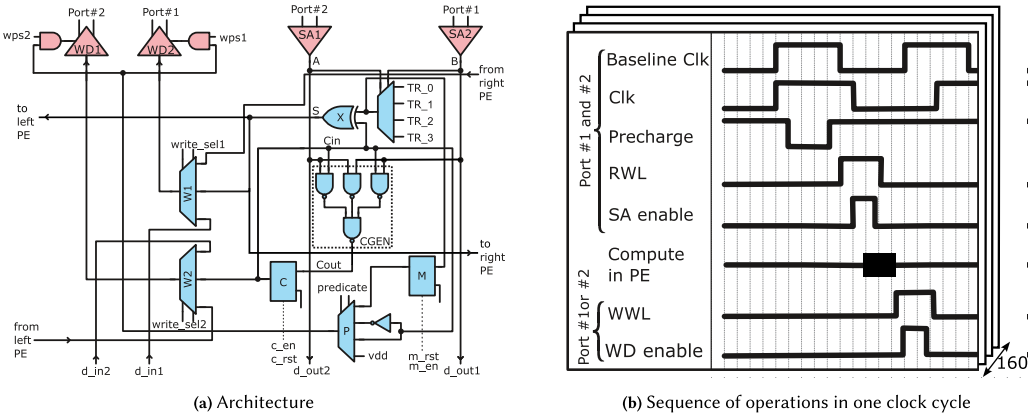 Port#2 Port#1 Port#2 Port#1
wps2 WD1 WD2 wps1 SA1 SA2
A B
from
right
PE
to
left
PE
S X
TR_0
TR_1
TR_2
TR_3
Cin
write_sel1
W1
CGEN
to
right
PE
Cout
W2 C M
predicate
write_sel2
from
left
PE
P
vdd
c_en
c_rst
m_rst
m_en
d_in2 d_in1 d_out2 d_out1
(a) Architecture
Port #1 and #2
Baseline Clk
Clk
Precharge
RWL
SA enable
Compute
in PE
Port #1or #2
WWL
WD enable
160
(b) Sequence of operations in one clock cycle